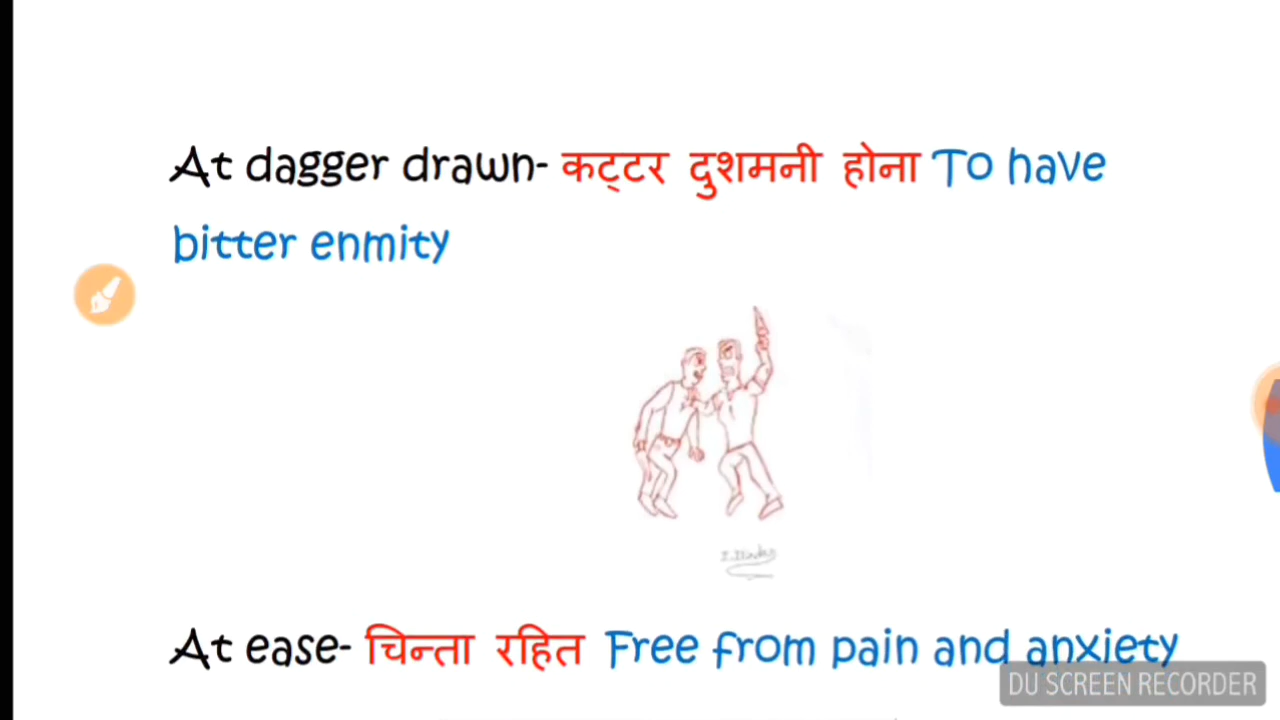 At dagger drawn- कट्टर दुशमनी होना To have
bitter enmity
At ease- चिन्ता रहित Free from pain and anxiety
DU SCREEN RECORDER